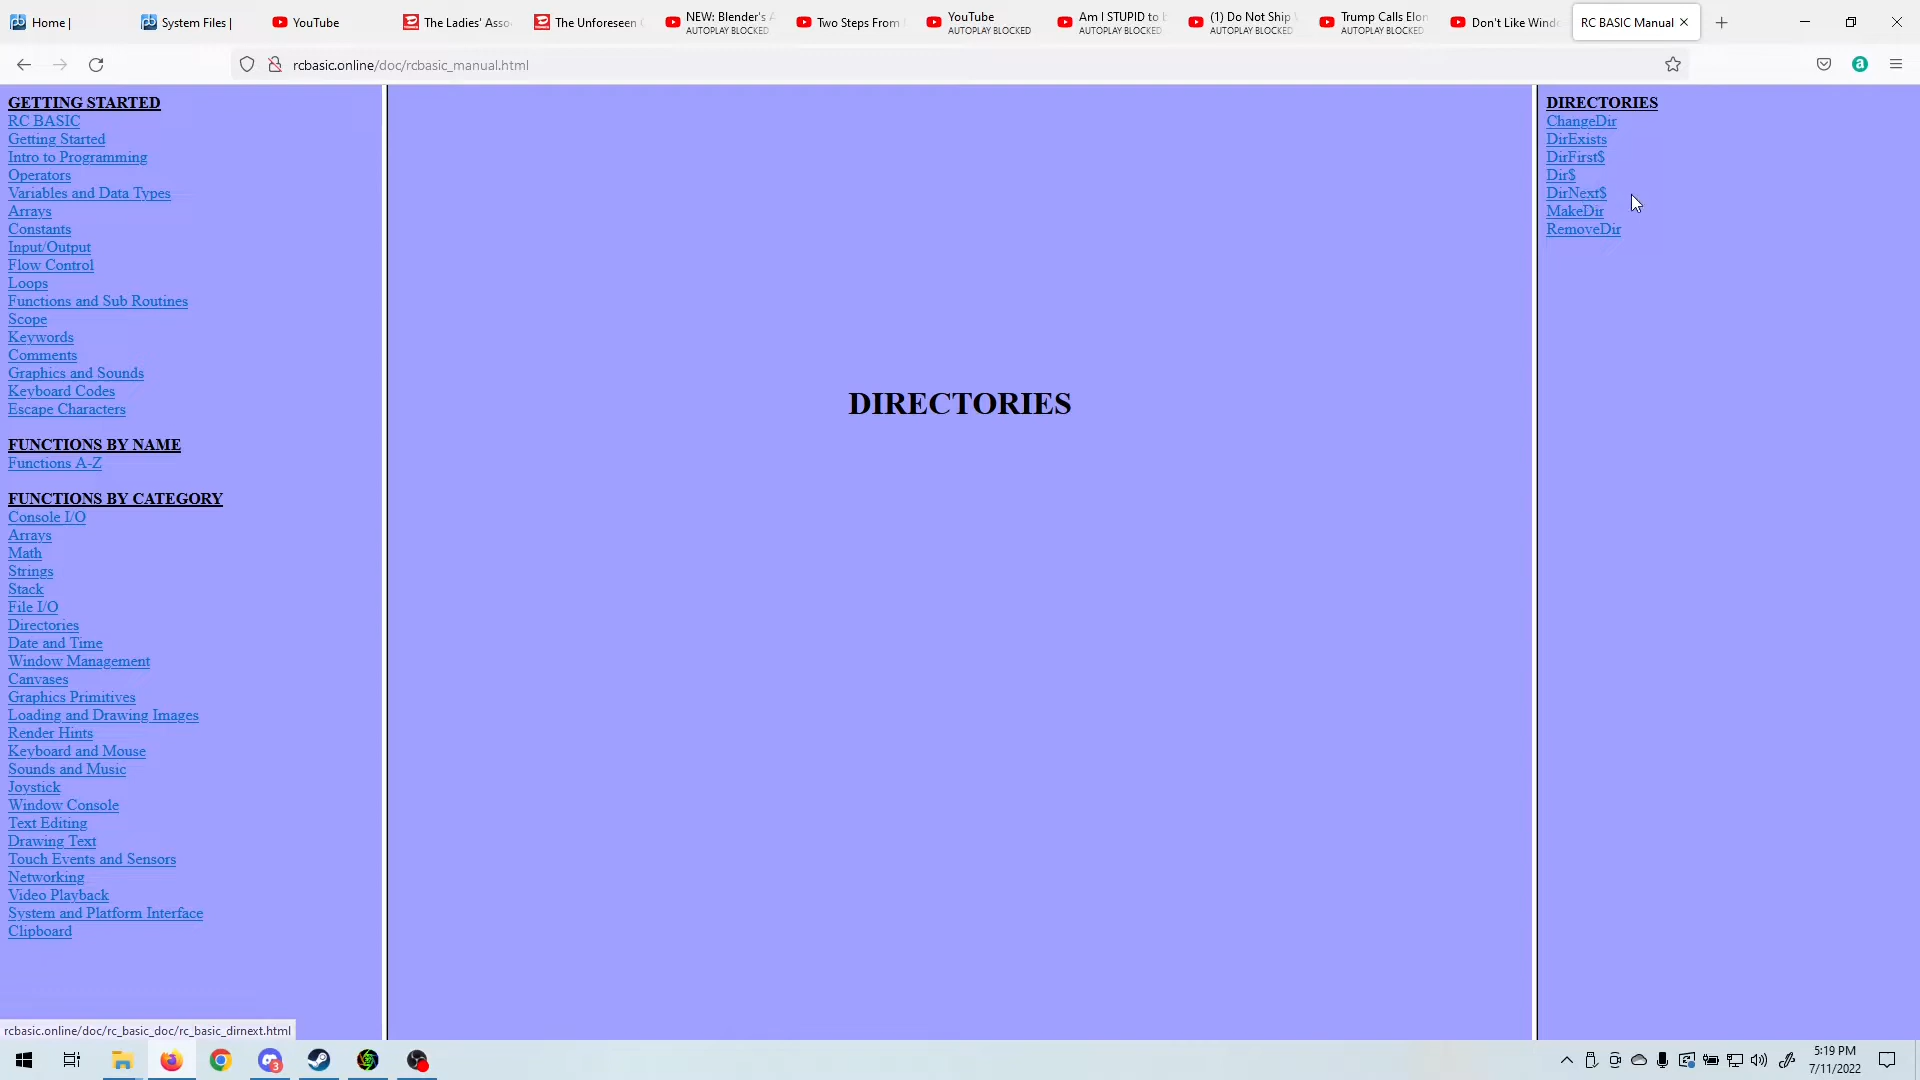 Home |
System Files |
YouTube
The Ladies' Asso
The Unforeseen
NEW: Blender's A
AUTOPLAY BLOCKED
Two Steps From
YouTube
AUTOPLAY BLOCKED
Am I STUPID to b
AUTOPLAY BLOCKED
(1) Do Not Ship
AUTOPLAY BLOCKED
Trump Calls Elon
AUTOPLAY BLOCKED
Don't Like Windo
RC BASIC Manual
rcbasic.online/doc/rcbasic_manual.html
a
GETTING STARTED
RC BASIC
Getting Started
Intro to Programming
Operators
Variables and Data Types
Arrays
Constants
Input/Output
Flow Control
Loops
Functions and Sub Routines
Scope
Keywords
Comments
Graphics and Sounds
Keyboard Codes
Escape Characters
FUNCTIONS BY NAME
Functions A-Z
FUNCTIONS BY CATEGORY
Console I/O
Arrays
Math
Strings
Stack
File I/O
Directories
Date and Time
Window Management
Canvases
Graphics Primitives
Loading and Drawing Images
Render Hints
Keyboard and Mouse
Sounds and Music
Joystick
Window Console
Text Editing
Drawing Text
Touch Events and Sensors
Networking
Video Playback
System and Platform Interface
Clipboard
DIRECTORIES
DIRECTORIES
ChangeDir
DirExists
DirFirst$
Dir$
DirNext$
MakeDir
RemoveDir
rcbasic.online/doc/rc_basic_doc/rc_basic_dirnext.html
3
5:19 PM
7/11/2022